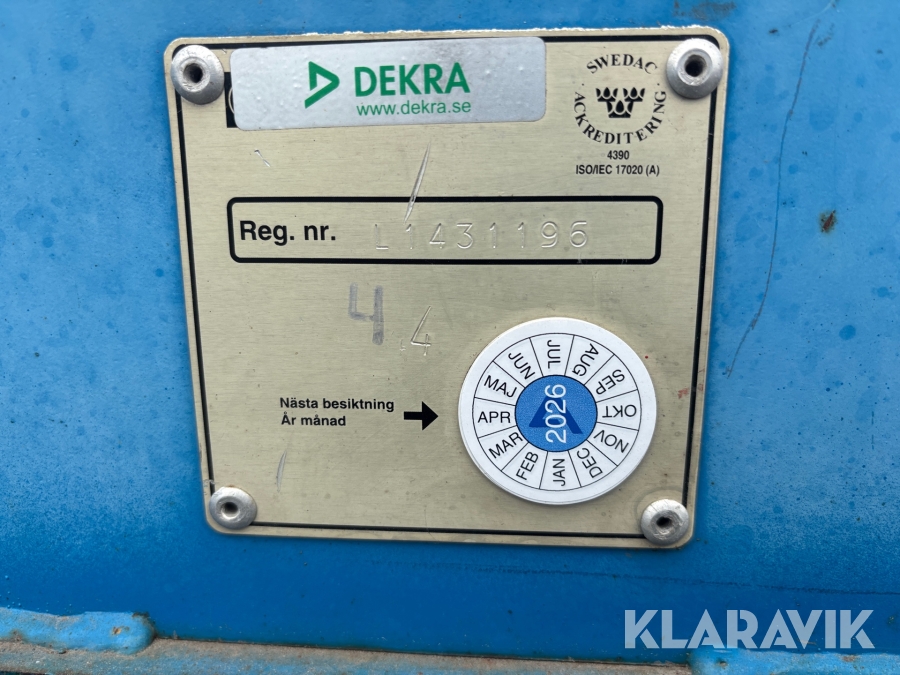 DEKRA
www.dekra.se
SWEDAC
ACKREDITERING
4390
ISO/IEC 17020 (A)
Reg. nr. L1431196
4 4
Nästa besiktning
År månad
JAN
FEB
MAR
APR
MAJ
JUN
JUL
AUG
SEP
OKT
NOV
DEC
2026
KLARAVIK